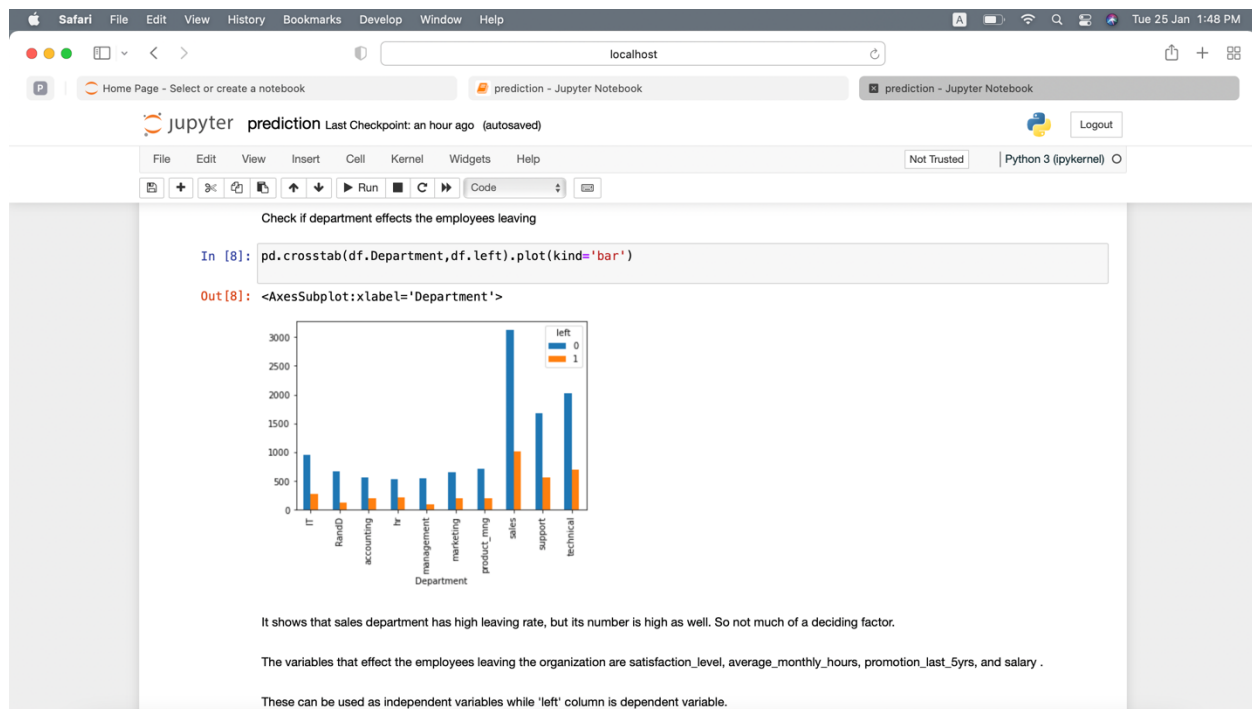 Safari File Edit View History Bookmarks Develop Window Help A Tue 25 Jan 1:48 PM
localhost
P Home Page - Select or create a notebook prediction - Jupyter Notebook prediction - Jupyter Notebook
jupyter prediction Last Checkpoint: an hour ago (autosaved) Logout
File Edit View Insert Cell Kernel Widgets Help Not Trusted Python 3 (ipykernel)
Run Code
Check if department effects the employees leaving
In [8]: pd.crosstab(df.Department,df.left).plot(kind='bar')
Out[8]: <AxesSubplot:xlabel='Department'>
left
0
1
3000
2500
2000
1500
1000
500
0
IT
RandD
accounting
hr
management
marketing
product_mng
sales
support
technical
Department
It shows that sales department has high leaving rate, but its number is high as well. So not much of a deciding factor.
The variables that effect the employees leaving the organization are satisfaction_level, average_monthly_hours, promotion_last_5yrs, and salary .
These can be used as independent variables while 'left' column is dependent variable.